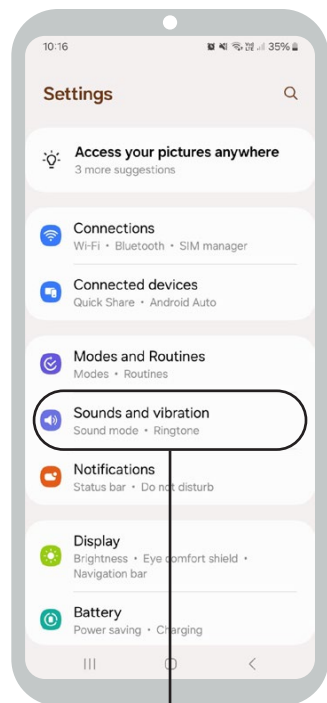 10:16 35%
Settings
Access your pictures anywhere
3 more suggestions
Connections
Wi-Fi • Bluetooth • SIM manager
Connected devices
Quick Share • Android Auto
Modes and Routines
Modes • Routines
Sounds and vibration
Sound mode • Ringtone
Notifications
Status bar • Do not disturb
Display
Brightness • Eye comfort shield •
Navigation bar
Battery
Power saving • Charging